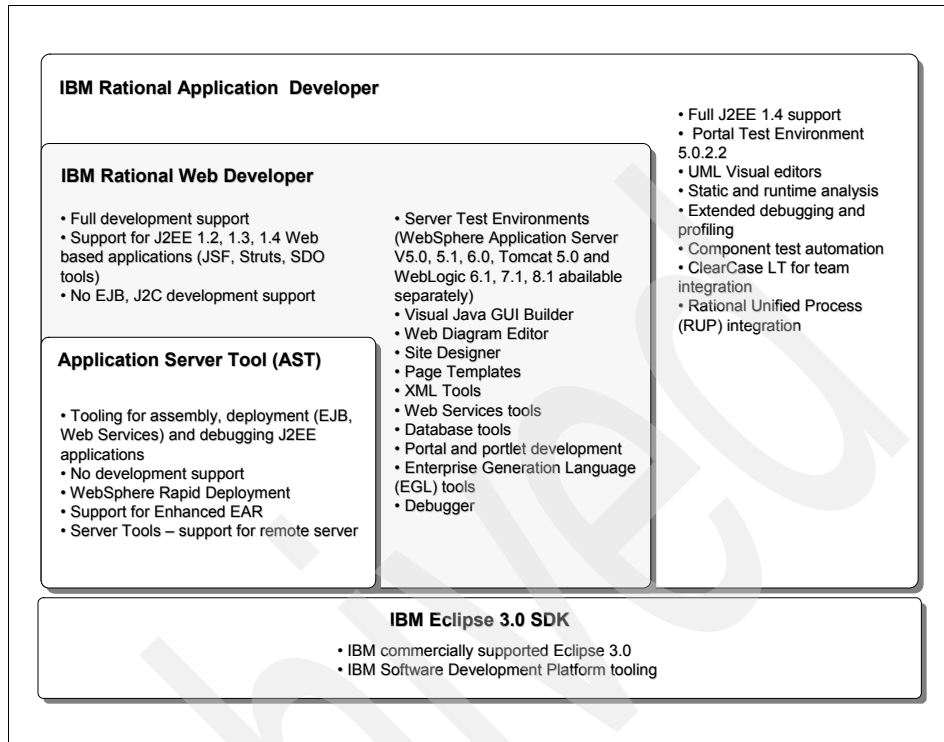 IBM Rational Application Developer
• Full J2EE 1.4 support
• Portal Test Environment
5.0.2.2
• UML Visual editors
• Static and runtime analysis
• Extended debugging and
profiling
• Component test automation
• ClearCase LT for team
integration
• Rational Unified Process
(RUP) integration
IBM Rational Web Developer
• Full development support
• Support for J2EE 1.2, 1.3, 1.4 Web
based applications (JSF, Struts, SDO
tools)
• No EJB, J2C development support
• Server Test Environments
(WebSphere Application Server
V5.0, 5.1, 6.0, Tomcat 5.0 and
WebLogic 6.1, 7.1, 8.1 abailable
separately)
• Visual Java GUI Builder
• Web Diagram Editor
• Site Designer
• Page Templates
• XML Tools
• Web Services tools
• Database tools
• Portal and portlet development
• Enterprise Generation Language
(EGL) tools
• Debugger
Application Server Tool (AST)
• Tooling for assembly, deployment (EJB,
Web Services) and debugging J2EE
applications
• No development support
• WebSphere Rapid Deployment
• Support for Enhanced EAR
• Server Tools – support for remote server
IBM Eclipse 3.0 SDK
• IBM commercially supported Eclipse 3.0
• IBM Software Development Platform tooling
hived